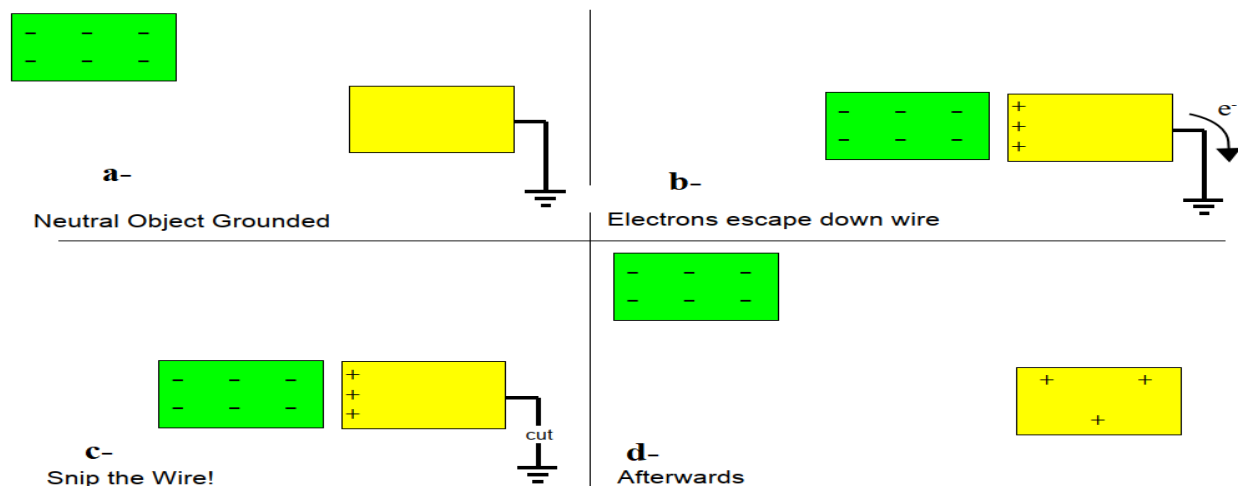 - - -
- - -
a-
Neutral Object Grounded
- - -
- - -
+
+
+
e-
b-
Electrons escape down wire
- - -
- - -
+
+
+
cut
c-
Snip the Wire!
- - -
- - -
+ +
+
d-
Afterwards